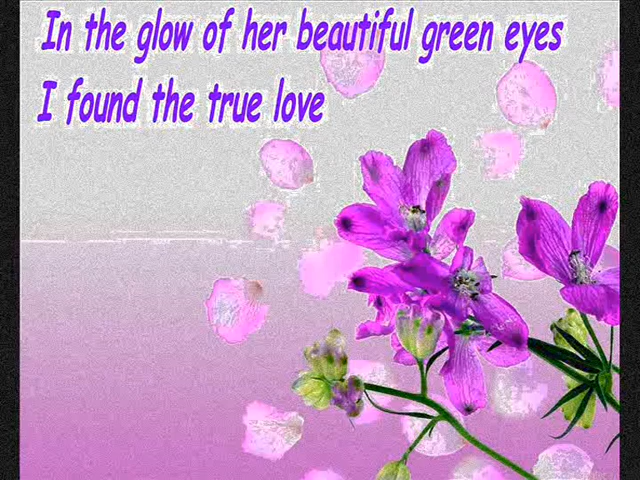 In the glow of her beautiful green eyes
I found the true love